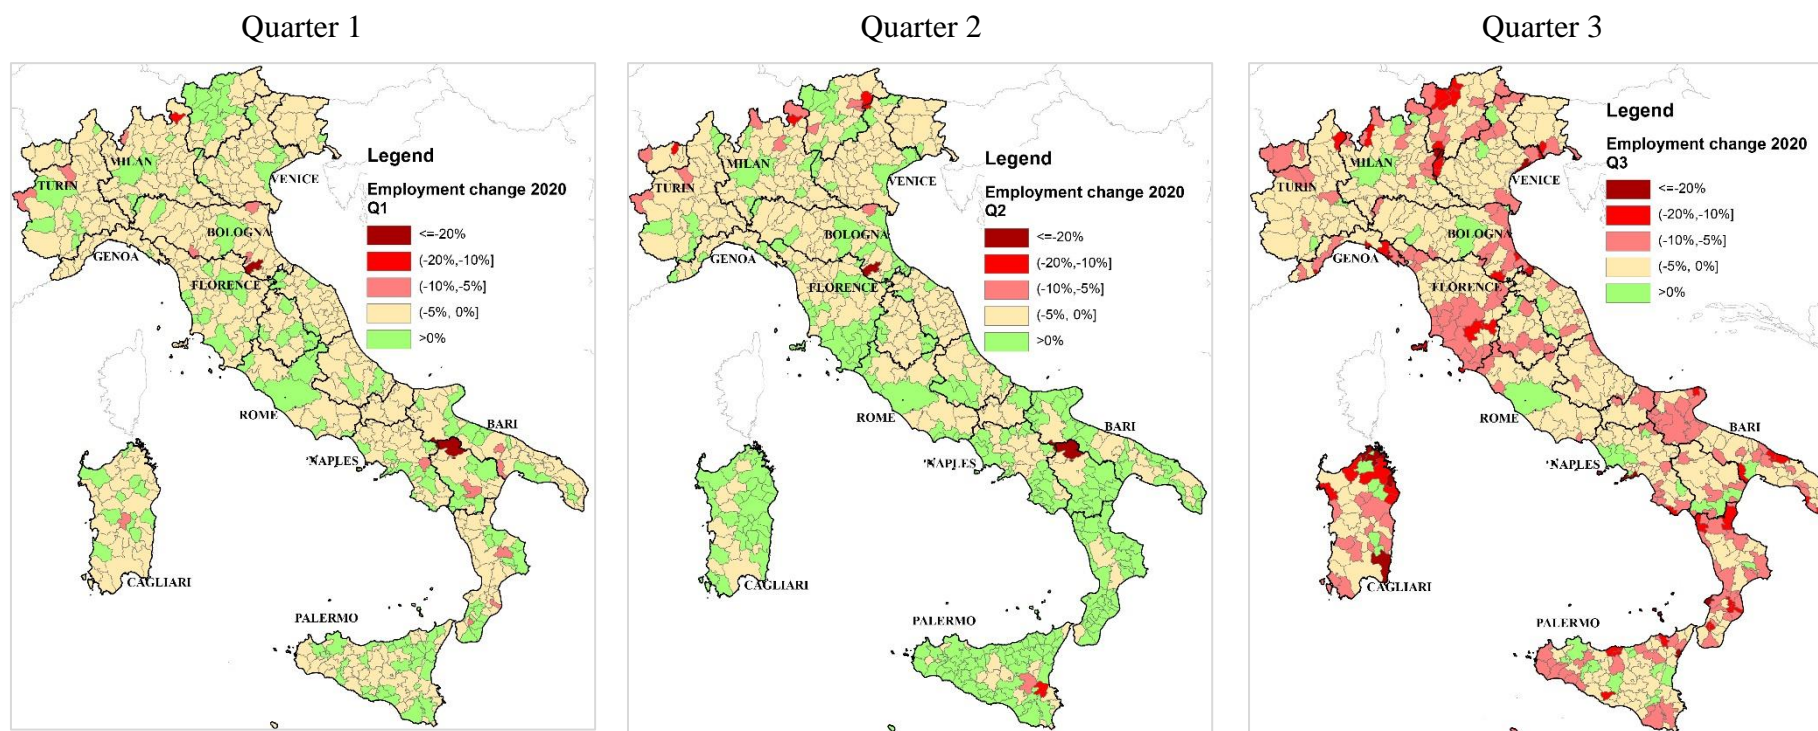 Quarter 1
Quarter 2
Quarter 3
MILAN
TURIN
VENICE
BOLOGNA
GENOA
FLORENCE
ROME
BARI
'NAPLES
CAGLIARI
PALERMO
Legend
Employment change 2020
Q1
<=-20%
(-20%,-10%]
(-10%,-5%]
(-5%, 0%]
>0%
MILAN
TURIN
VENICE
BOLOGNA
GENOA
FLORENCE
ROME
BARI
'NAPLES
CAGLIARI
PALERMO
Legend
Employment change 2020
Q2
<=-20%
(-20%,-10%]
(-10%,-5%]
(-5%, 0%]
>0%
MILAN
TURIN
VENICE
BOLOGNA
GENOA
FLORENCE
ROME
BARI
'NAPLES
CAGLIARI
PALERMO
Legend
Employment change 2020
Q3
<=-20%
(-20%,-10%]
(-10%,-5%]
(-5%, 0%]
>0%